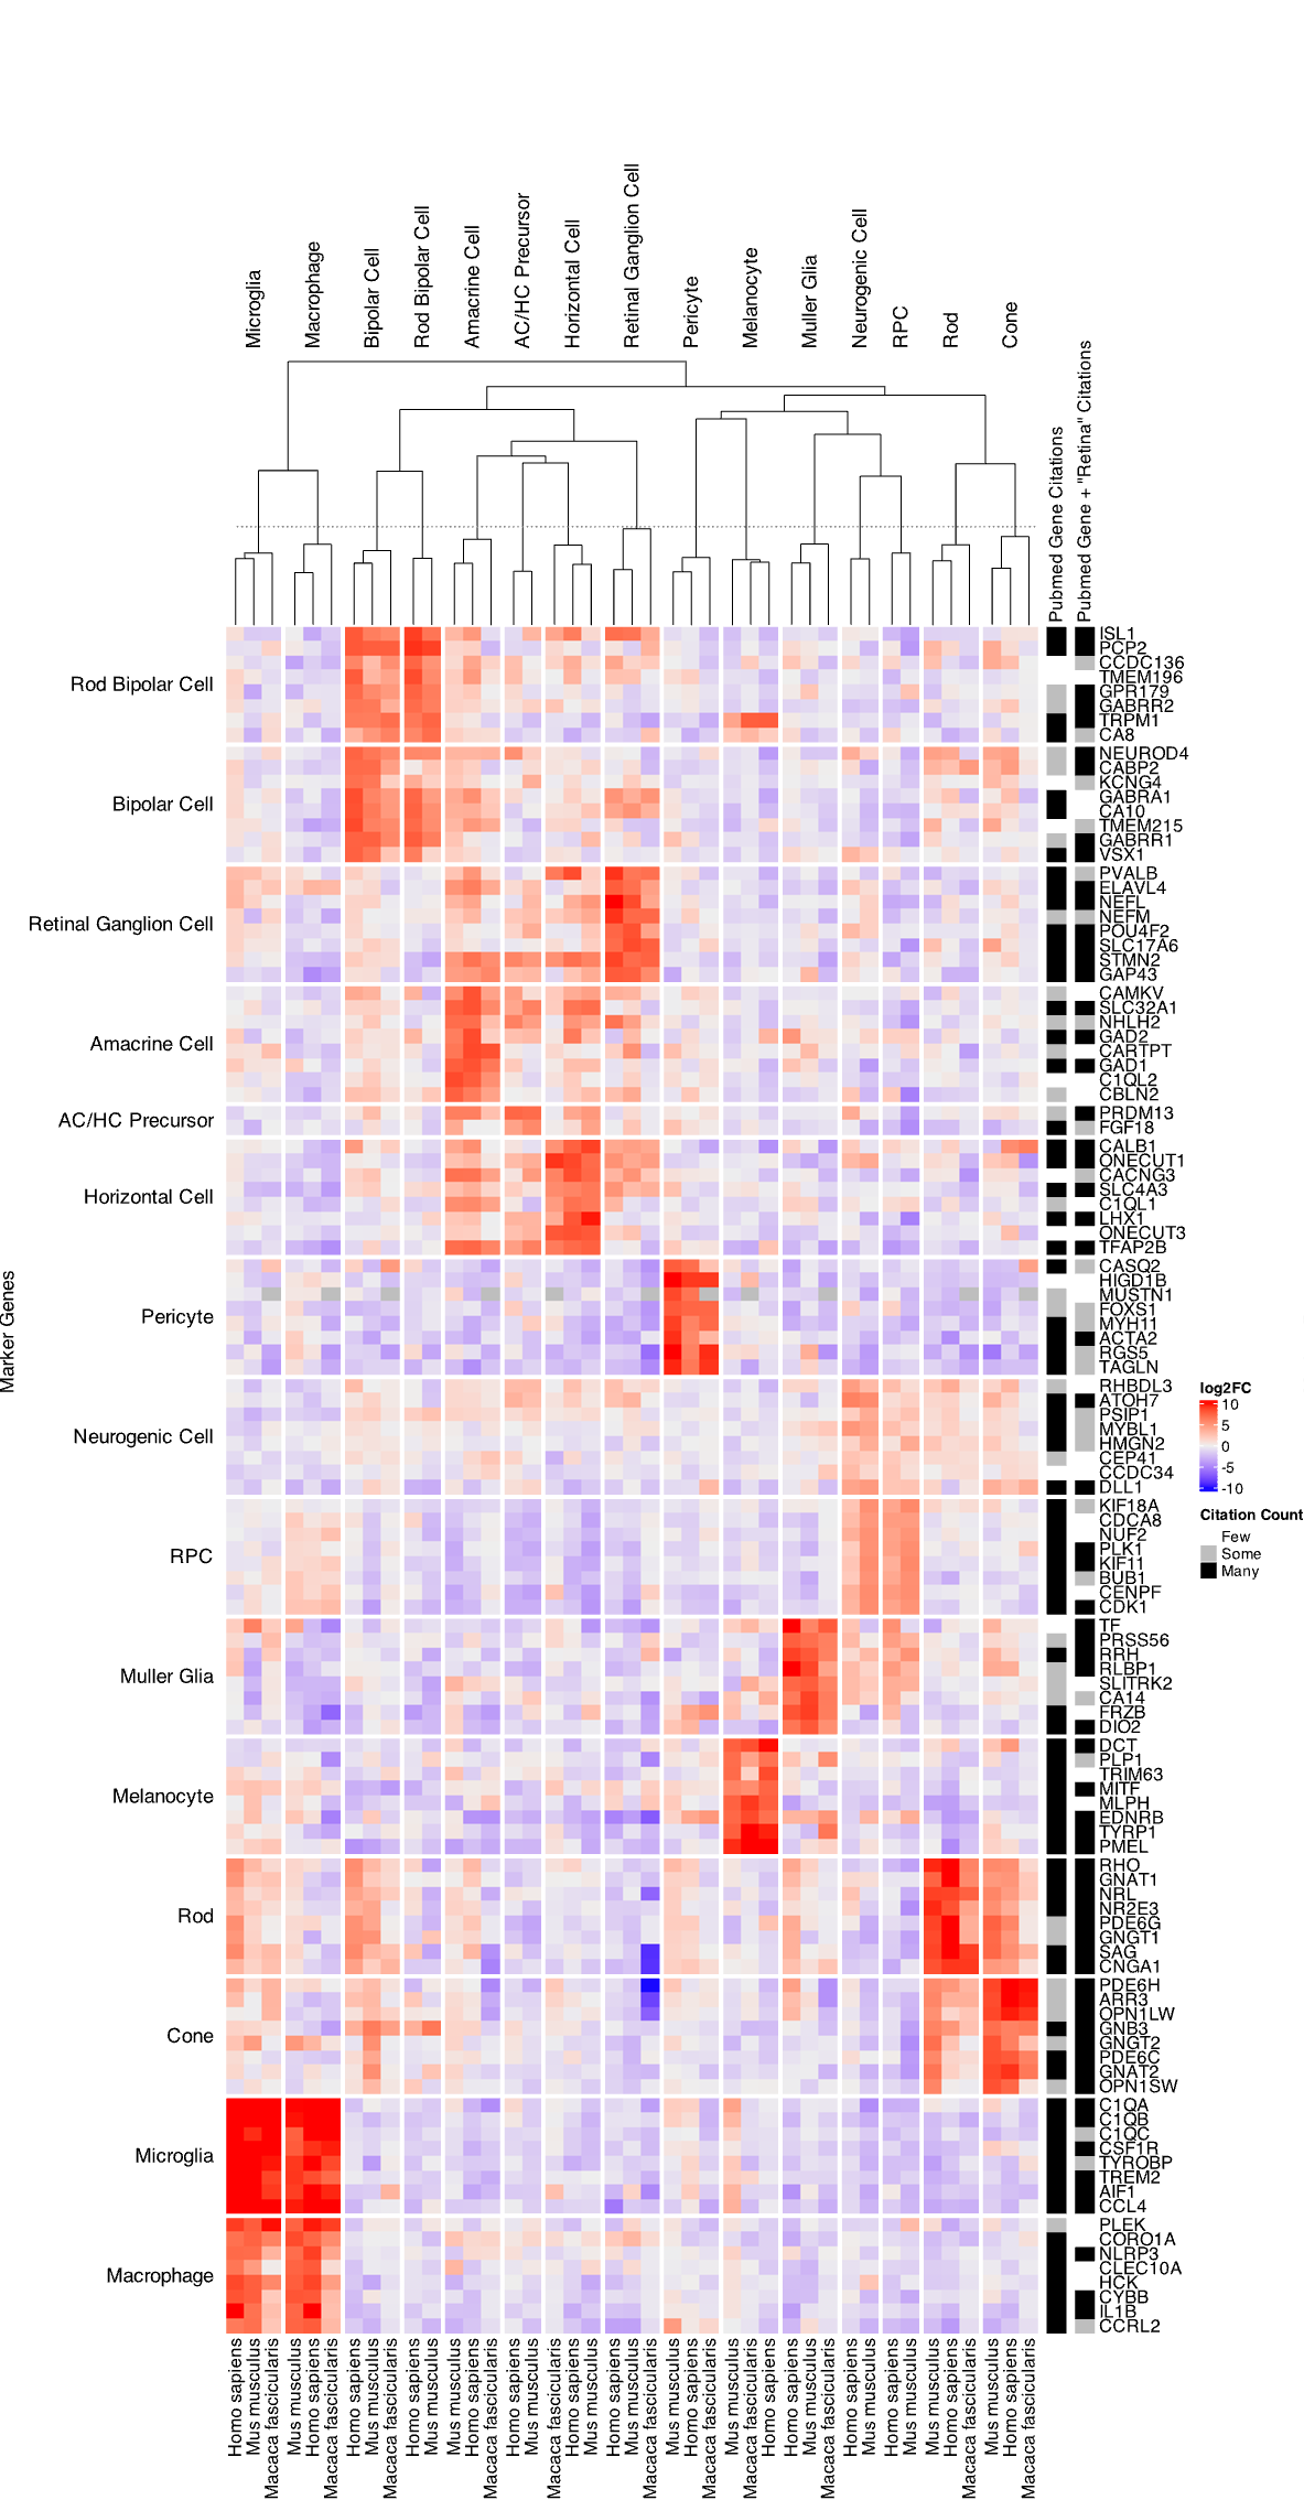 Microglia
Macrophage
Bipolar Cell
Rod Bipolar Cell
Amacrine Cell
AC/HC Precursor
Horizontal Cell
Retinal Ganglion Cell
Pericyte
Melanocyte
Muller Glia
Neurogenic Cell
RPC
Rod
Cone
Pubmed Gene Citations
Pubmed Gene + "Retina" Citations
Marker Genes
Rod Bipolar Cell
ISL1
PCP2
CCDC136
TMEM196
GPR179
GABRR2
TRPM1
CA8
Bipolar Cell
NEUROD4
CABP2
KCNG4
GABRA1
CA10
TMEM215
GABRR1
VSX1
Retinal Ganglion Cell
PVALB
ELAVL4
NEFL
NEFM
POU4F2
SLC17A6
STMN2
GAP43
Amacrine Cell
CAMKV
SLC32A1
NHLH2
GAD2
CARTPT
GAD1
C1QL2
CBLN2
AC/HC Precursor
PRDM13
FGF18
Horizontal Cell
CALB1
ONECUT1
CACNG3
SLC4A3
C1QL1
LHX1
ONECUT3
TFAP2B
Pericyte
CASQ2
HIGD1B
MUSTN1
FOXS1
MYH11
ACTA2
RGS5
TAGLN
Neurogenic Cell
RHBDL3
ATOH7
PSIP1
MYBL1
HMGN2
CEP41
CCDC34
DLL1
RPC
KIF18A
CDCA8
NUF2
PLK1
KIF11
BUB1
CENPF
CDK1
Muller Glia
TF
PRSS56
RRH
RLBP1
SLITRK2
CA14
FRZB
DIO2
Melanocyte
DCT
PLP1
TRIM63
MITF
MLPH
EDNRB
TYRP1
PMEL
Rod
RHO
GNAT1
NRL
NR2E3
PDE6G
GNGT1
SAG
CNGA1
Cone
PDE6H
ARR3
OPN1LW
GNB3
GNGT2
PDE6C
GNAT2
OPN1SW
Microglia
C1QA
C1QB
C1QC
CSF1R
TYROBP
TREM2
AIF1
CCL4
Macrophage
PLEK
CORO1A
NLRP3
CLEC10A
HCK
CYBB
IL1B
CCRL2
log2FC
10
5
0
-5
-10
Citation Count
Few
Some
Many
Homo sapiens
Mus musculus
Macaca fascicularis
Mus musculus
Homo sapiens
Macaca fascicularis
Homo sapiens
Mus musculus
Macaca fascicularis
Homo sapiens
Mus musculus
Mus musculus
Homo sapiens
Macaca fascicularis
Homo sapiens
Mus musculus
Macaca fascicularis
Homo sapiens
Mus musculus
Homo sapiens
Mus musculus
Macaca fascicularis
Mus musculus
Homo sapiens
Macaca fascicularis
Mus musculus
Macaca fascicularis
Homo sapiens
Homo sapiens
Mus musculus
Macaca fascicularis
Homo sapiens
Mus musculus
Homo sapiens
Mus musculus
Mus musculus
Homo sapiens
Macaca fascicularis
Mus musculus
Homo sapiens
Macaca fascicularis